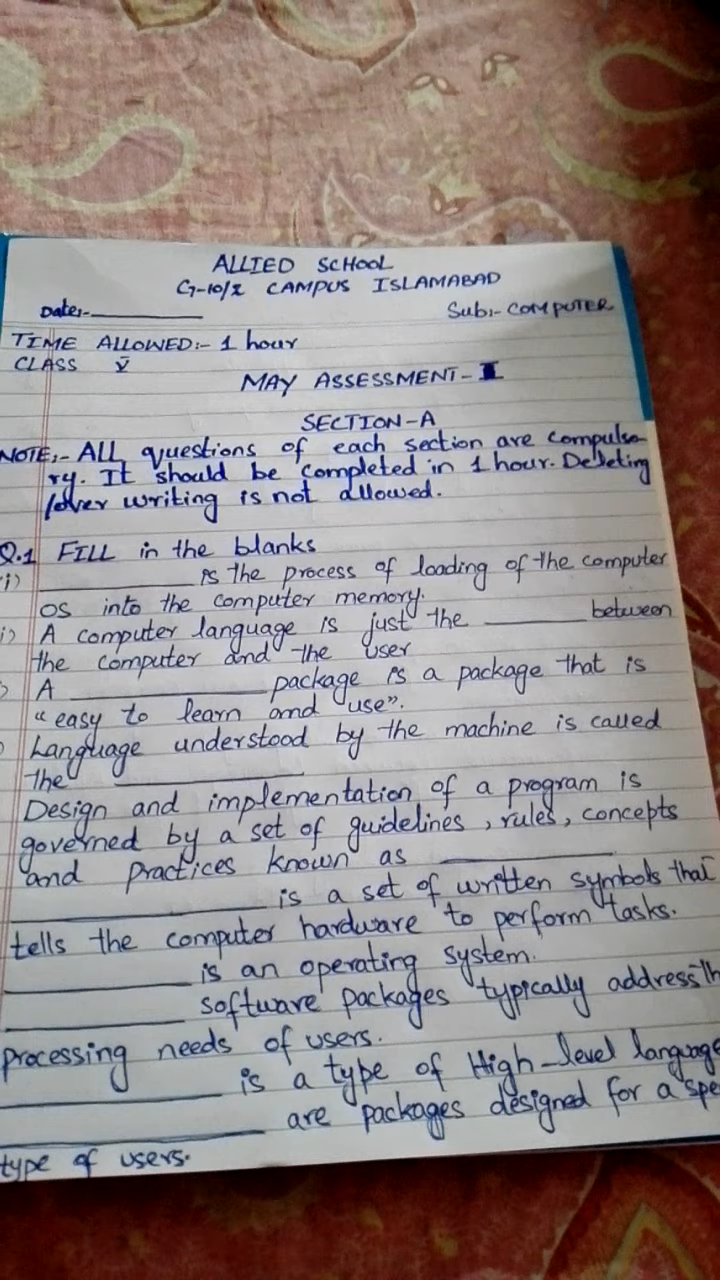 ALLIED SCHOOL
G-10/2 CAMPUS ISLAMABAD
Date:- ____________ Sub:- COMPUTER
TIME ALLOWED:- 1 hour
CLASS V
MAY ASSESSMENT-I
SECTION-A
NOTE:- ALL questions of each section are compulso-
ry. It should be completed in 1 hour. Deleting
/over writing is not allowed.
Q.1 FILL in the blanks
i) ____________ is the process of loading of the computer
OS into the computer memory.
i) A computer language is just the ________ between
the computer and the user
A ____________ package is a package that is
"easy to learn and use".
Language understood by the machine is called
the ____________
Design and implementation of a program is
governed by a set of guidelines, rules, concepts
and practices known as ____________
____________ is a set of written symbols that
tells the computer hardware to perform tasks.
____________ is an operating system.
____________ software packages typically address th
processing needs of users.
____________ is a type of High-level language
____________ are packages designed for a spe
type of users.